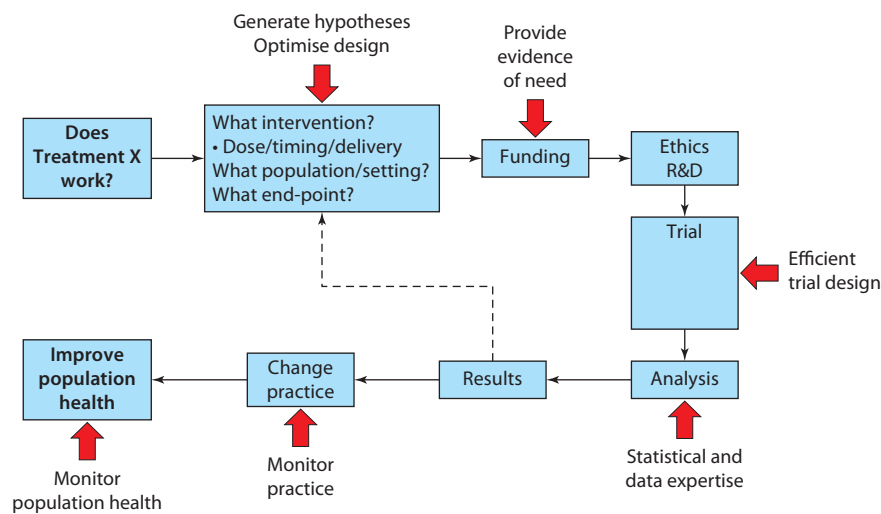 Generate hypotheses
Optimise design
Provide
evidence
of need
Does
Treatment X
work?
What intervention?
• Dose/timing/delivery
What population/setting?
What end-point?
Funding
Ethics
R&D
Trial
Efficient
trial design
Improve
population
health
Change
practice
Results
Analysis
Monitor
population health
Monitor
practice
Statistical and
data expertise